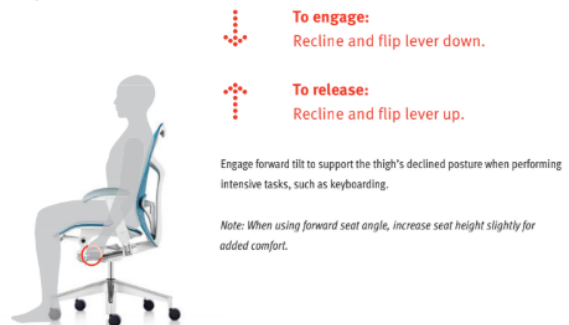 To engage:
Recline and flip lever down.
To release:
Recline and flip lever up.
Engage forward tilt to support the thigh's declined posture when performing
intensive tasks, such as keyboarding.
Note: When using forward seat angle, increase seat height slightly for
added comfort.